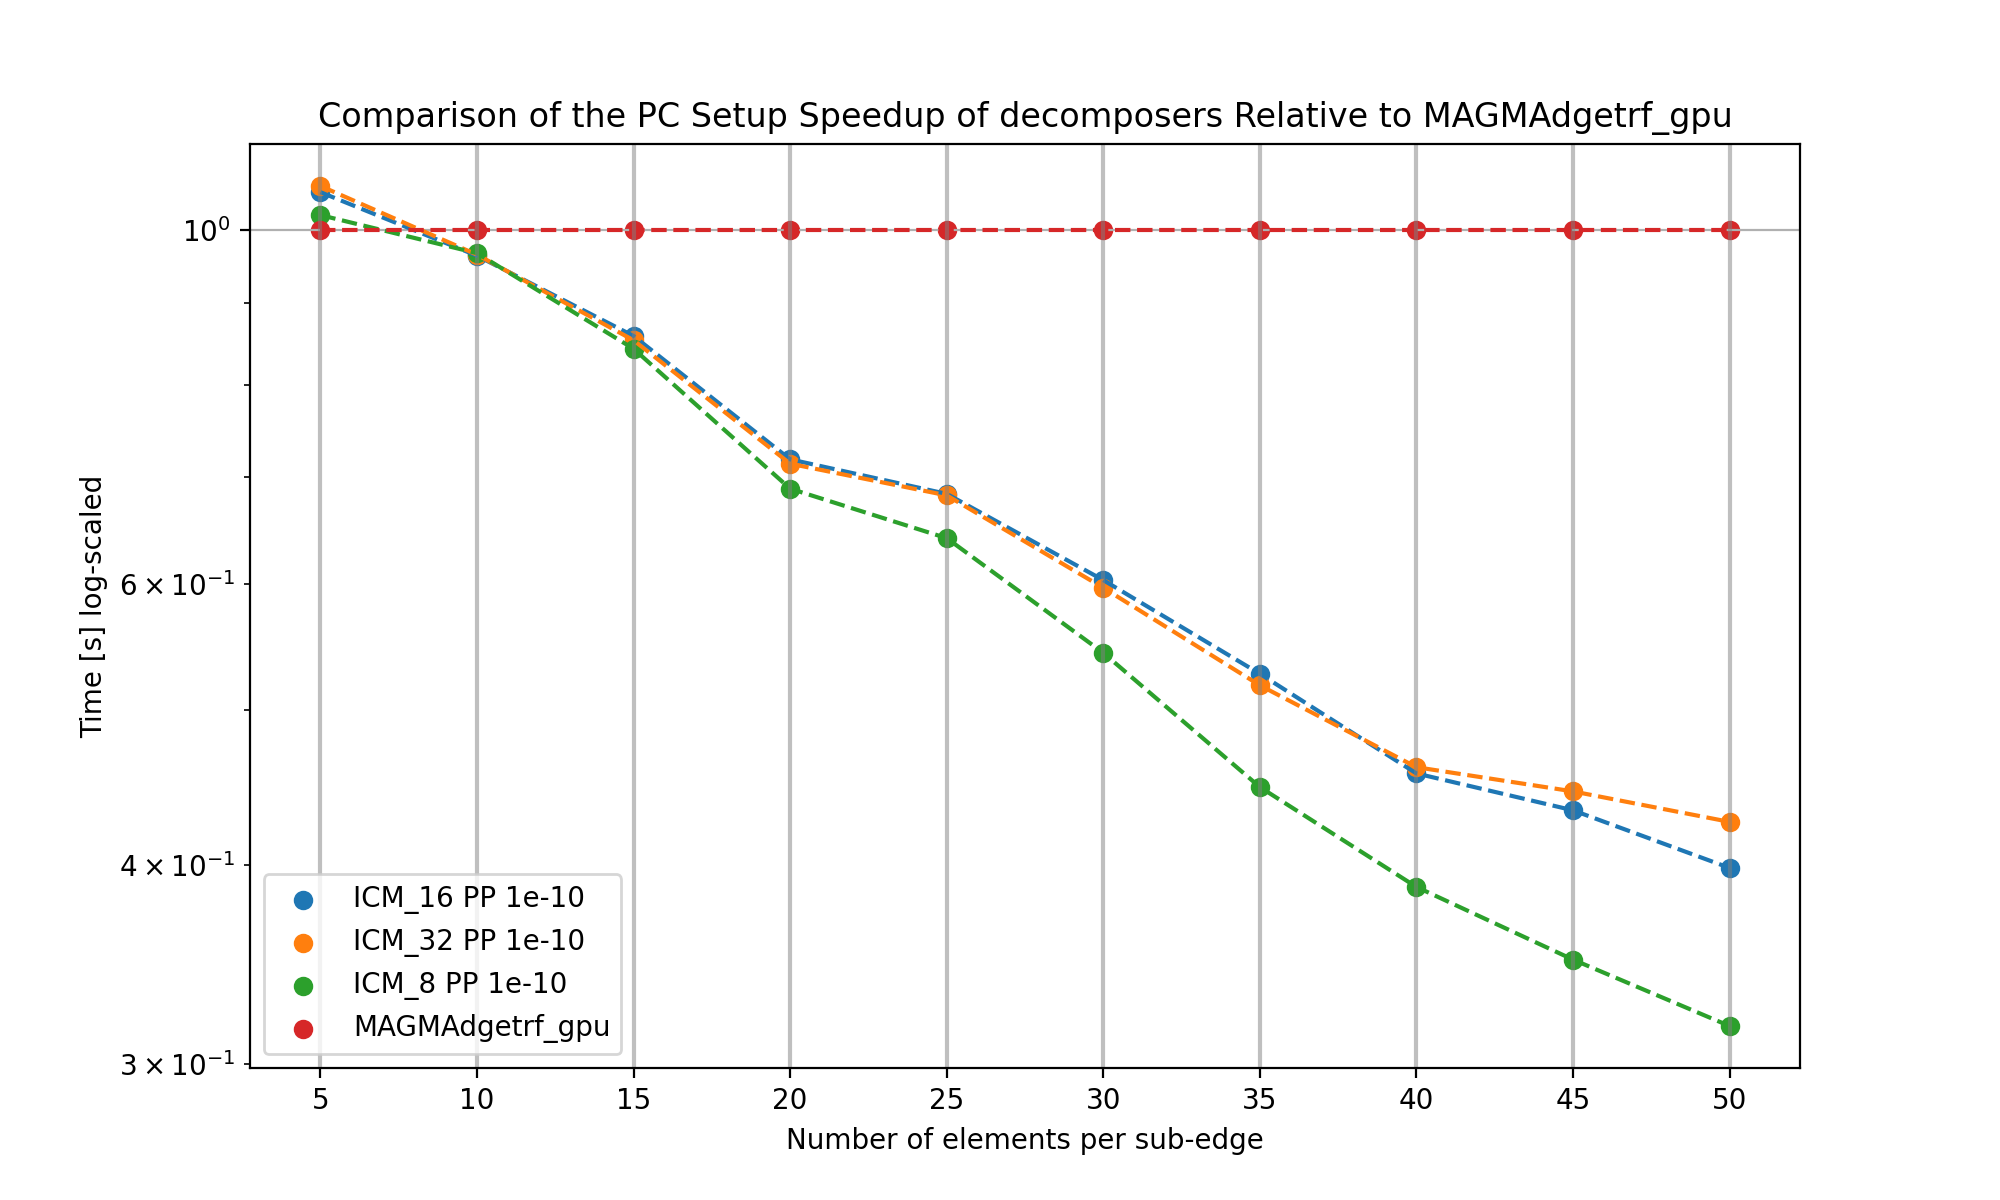 Comparison of the PC Setup Speedup of decomposers Relative to MAGMAdgetrf_gpu
10⁰
6 × 10⁻¹
4 × 10⁻¹
3 × 10⁻¹
Time [s] log-scaled
ICM_16 PP 1e-10
ICM_32 PP 1e-10
ICM_8 PP 1e-10
MAGMAdgetrf_gpu
5 10 15 20 25 30 35 40 45 50
Number of elements per sub-edge